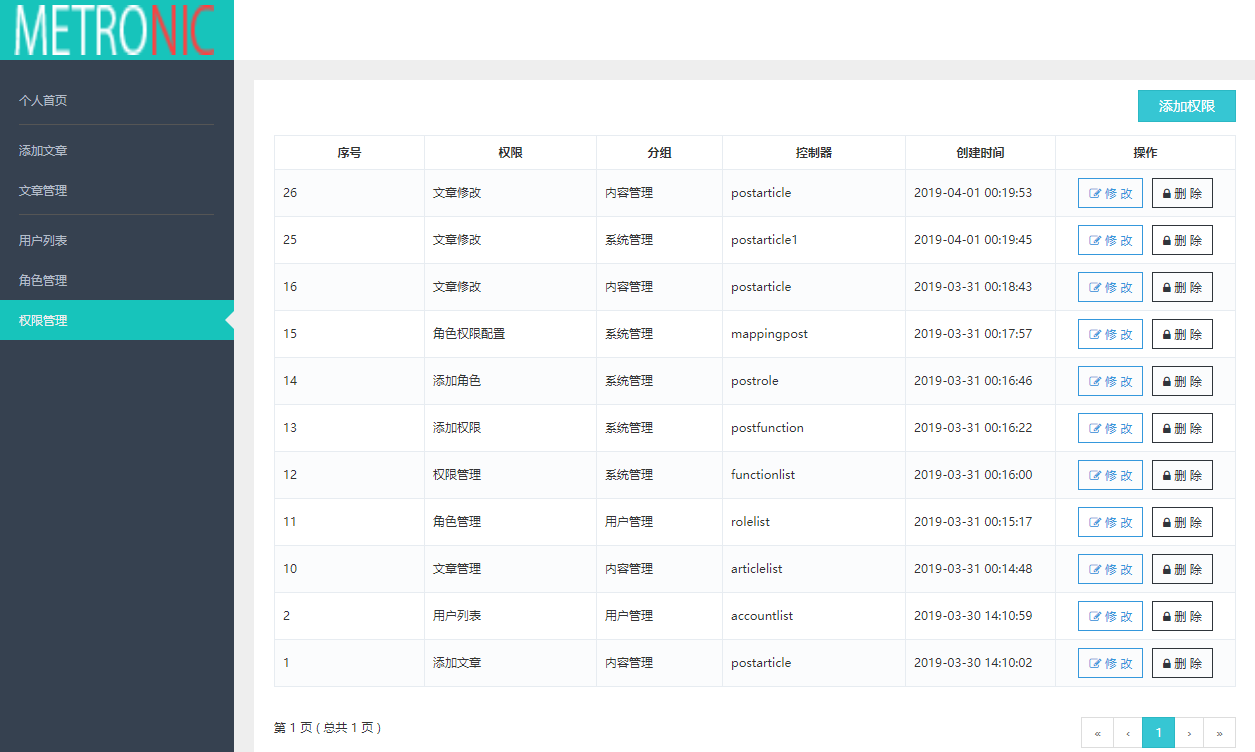 METRONIC
个人首页
添加文章
文章管理
用户列表
角色管理
权限管理
添加权限
序号 权限 分组 控制器 创建时间 操作
26 文章修改 内容管理 postarticle 2019-04-01 00:19:53 修 改 删 除
25 文章修改 系统管理 postarticle1 2019-04-01 00:19:45 修 改 删 除
16 文章修改 内容管理 postarticle 2019-03-31 00:18:43 修 改 删 除
15 角色权限配置 系统管理 mappingpost 2019-03-31 00:17:57 修 改 删 除
14 添加角色 系统管理 postrole 2019-03-31 00:16:46 修 改 删 除
13 添加权限 系统管理 postfunction 2019-03-31 00:16:22 修 改 删 除
12 权限管理 系统管理 functionlist 2019-03-31 00:16:00 修 改 删 除
11 角色管理 用户管理 rolelist 2019-03-31 00:15:17 修 改 删 除
10 文章管理 内容管理 articlelist 2019-03-31 00:14:48 修 改 删 除
2 用户列表 用户管理 accountlist 2019-03-30 14:10:59 修 改 删 除
1 添加文章 内容管理 postarticle 2019-03-30 14:10:02 修 改 删 除
第 1 页 ( 总共 1 页 ) « ‹ 1 › »